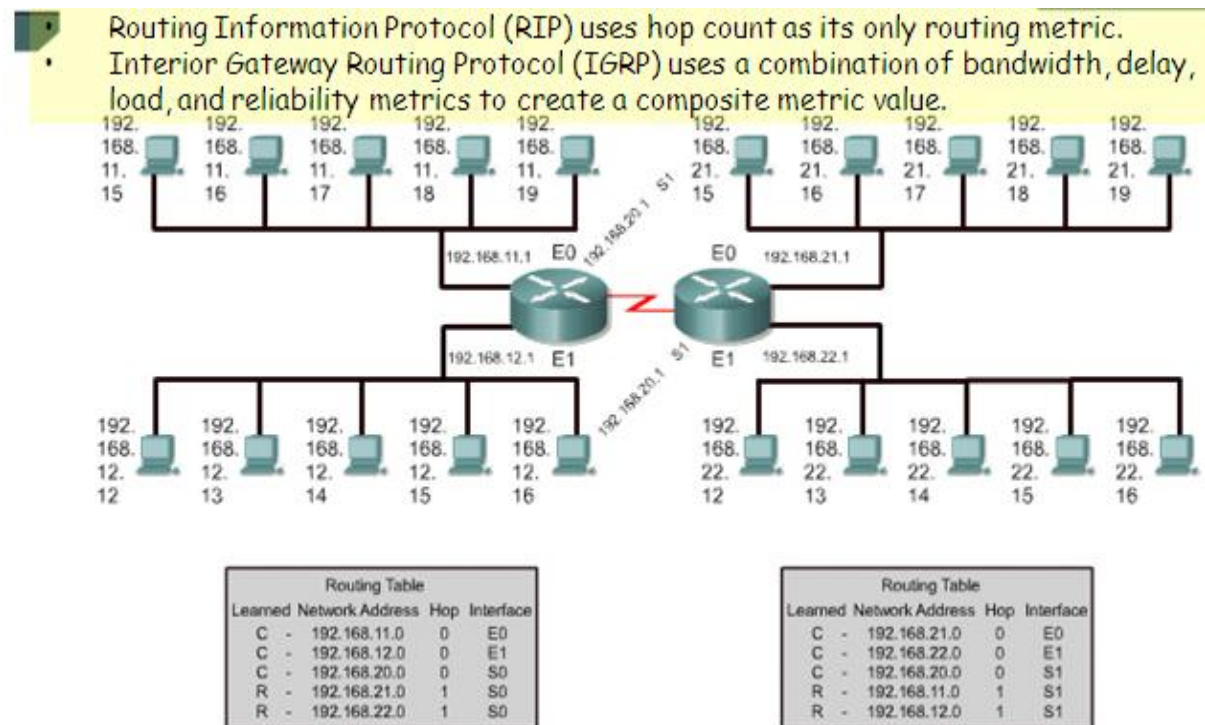 • Routing Information Protocol (RIP) uses hop count as its only routing metric.
• Interior Gateway Routing Protocol (IGRP) uses a combination of bandwidth, delay,
load, and reliability metrics to create a composite metric value.
192. 192. 192. 192. 192. 192. 192. 192. 192. 192.
168. 168. 168. 168. 168. 168. 168. 168. 168. 168.
11. 11. 11. 11. 11. 21. 21. 21. 21. 21.
15 16 17 18 19 15 16 17 18 19
192.168.20.1 S1
192.168.11.1 E0 E0 192.168.21.1
192.168.12.1 E1 E1 192.168.22.1
192.168.20.1 S1
192. 192. 192. 192. 192. 192. 192. 192. 192. 192.
168. 168. 168. 168. 168. 168. 168. 168. 168. 168.
12. 12. 12. 12. 12. 22. 22. 22. 22. 22.
12 13 14 15 16 12 13 14 15 16
Routing Table
Learned Network Address Hop Interface
C - 192.168.11.0 0 E0
C - 192.168.12.0 0 E1
C - 192.168.20.0 0 S0
R - 192.168.21.0 1 S0
R - 192.168.22.0 1 S0
Routing Table
Learned Network Address Hop Interface
C - 192.168.21.0 0 E0
C - 192.168.22.0 0 E1
C - 192.168.20.0 0 S1
R - 192.168.11.0 1 S1
R - 192.168.12.0 1 S1